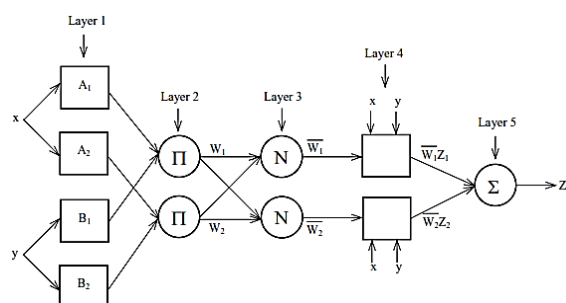 Layer 1
Layer 4
x y
A₁
Layer 2
Layer 3
Layer 5
x
W₁
W̅₁
Π
N
W̅₁Z₁
A₂
Σ
Z
B₁
Π
N
W̅₂Z₂
W₂
W̅₂
y
x y
B₂